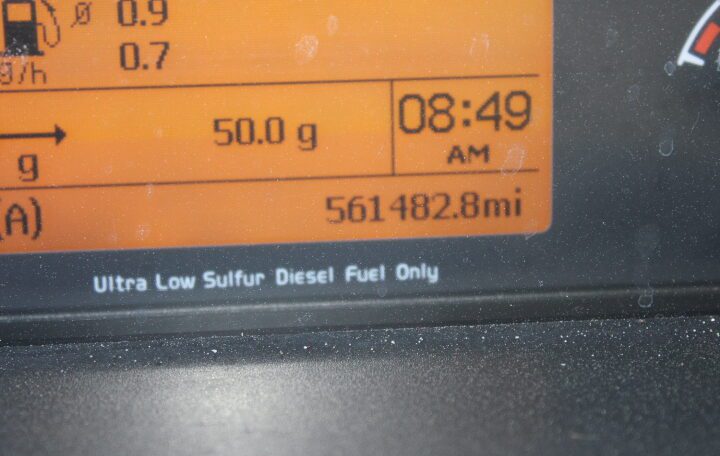 0.9
g/h 0.7
50.0 g 08:49
g AM
(A) 561482.8mi
Ultra Low Sulfur Diesel Fuel Only